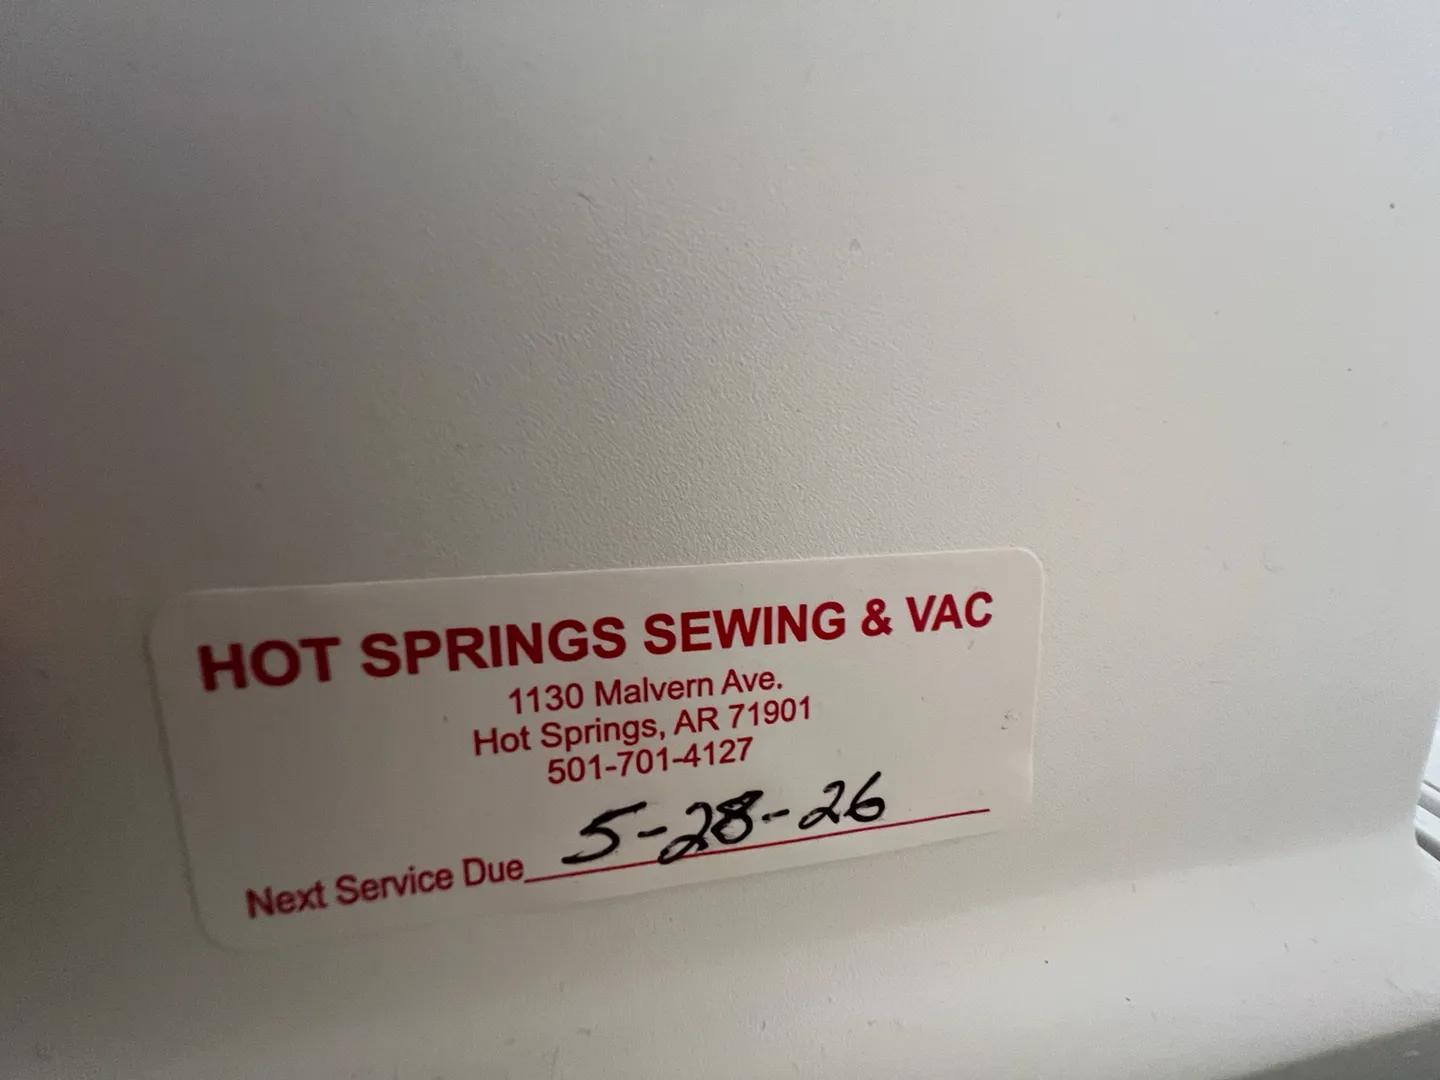 HOT SPRINGS SEWING & VAC
1130 Malvern Ave.
Hot Springs, AR 71901
501-701-4127
Next Service Due 5-28-26